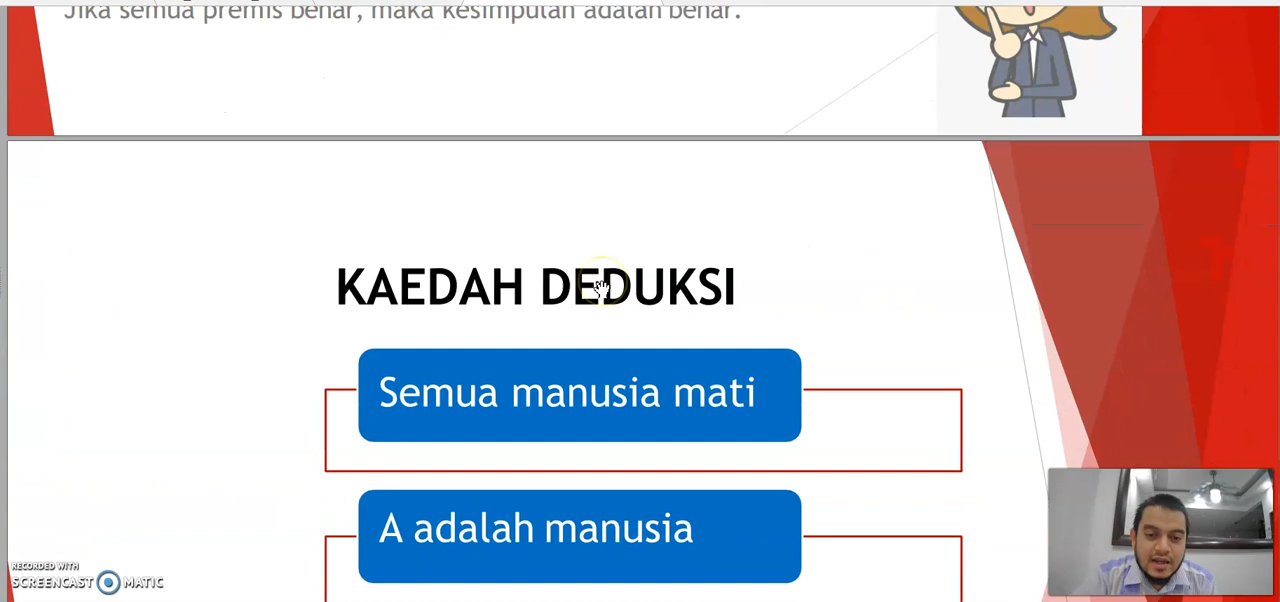 Jika semua premis benar, maka kesimpulan adalah benar.
KAEDAH DEDUKSI
Semua manusia mati
A adalah manusia
RECORDED WITH
SCREENCAST MATIC